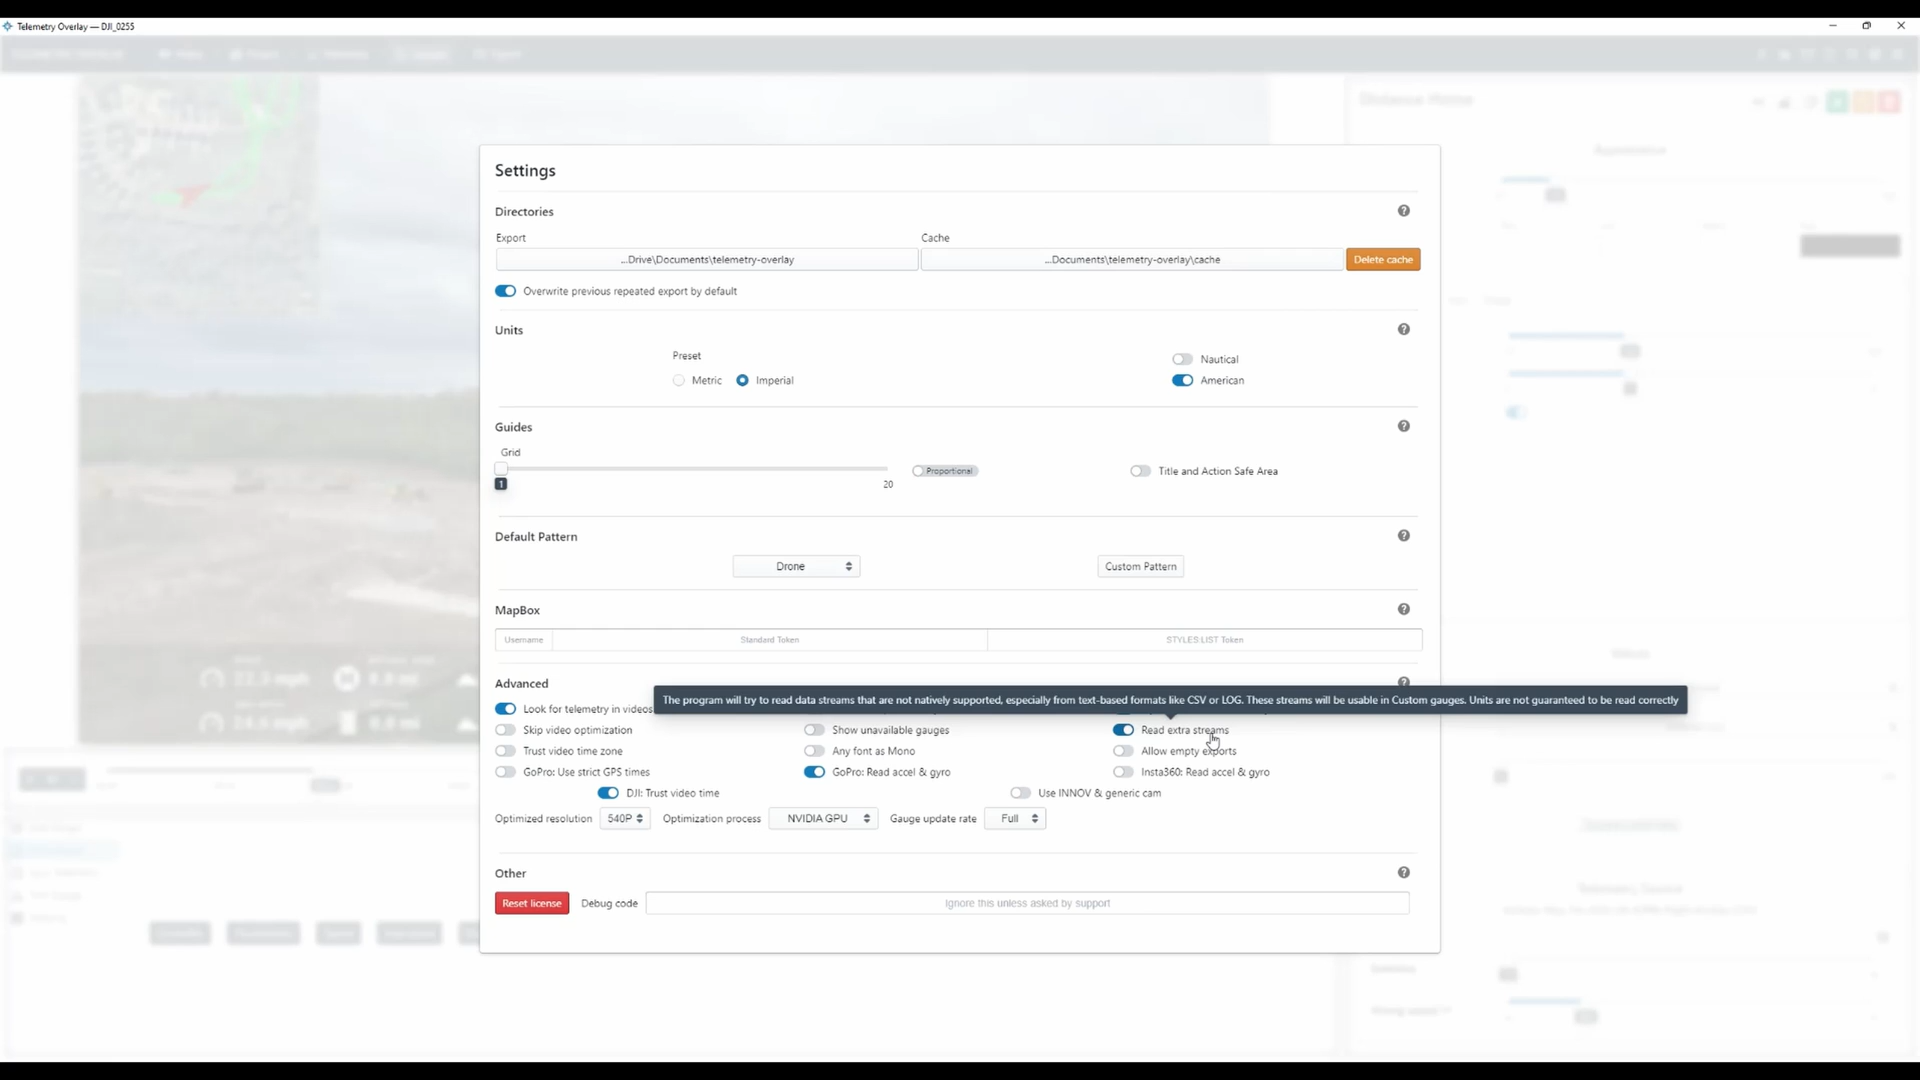 Telemetry Overlay — DJI_0255
Settings
Directories
Export
Cache
...Drive\Documents\telemetry-overlay
...Documents\telemetry-overlay\cache
Delete cache
Overwrite previous repeated export by default
Units
Preset
Metric
Imperial
Nautical
American
Guides
Grid
1
20
Proportional
Title and Action Safe Area
Default Pattern
Drone
Custom Pattern
MapBox
Username
Standard Token
STYLES:LIST Token
Advanced
The program will try to read data streams that are not natively supported, especially from text-based formats like CSV or LOG. These streams will be usable in Custom gauges. Units are not guaranteed to be read correctly
Look for telemetry in videos
Skip video optimization
Show unavailable gauges
Read extra streams
Trust video time zone
Any font as Mono
Allow empty exports
GoPro: Use strict GPS times
GoPro: Read accel & gyro
Insta360: Read accel & gyro
DJI: Trust video time
Use INNOV & generic cam
Optimized resolution
540P
Optimization process
NVIDIA GPU
Gauge update rate
Full
Other
Reset license
Debug code
Ignore this unless asked by support